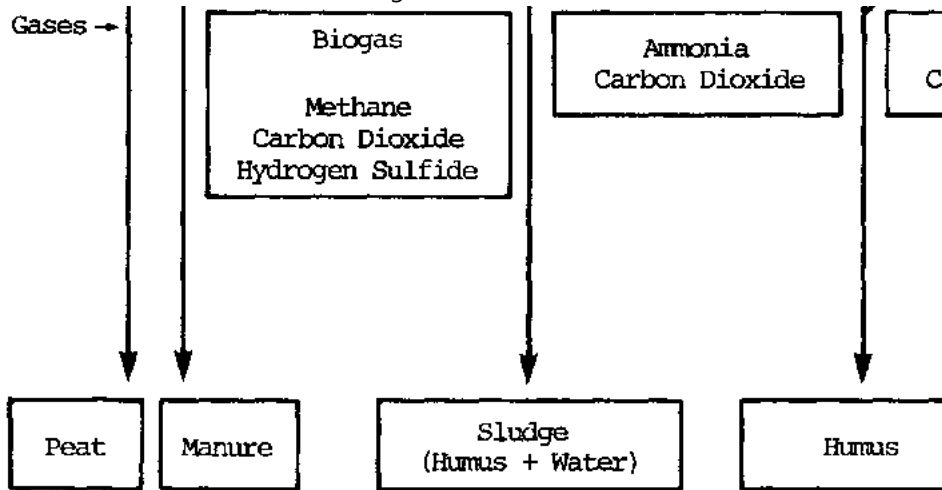 Gases
Biogas
Methane
Carbon Dioxide
Hydrogen Sulfide
Ammonia
Carbon Dioxide
C
Peat
Manure
Sludge
(Humus + Water)
Humus